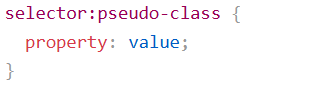 selector:pseudo-class {
  property: value;
}